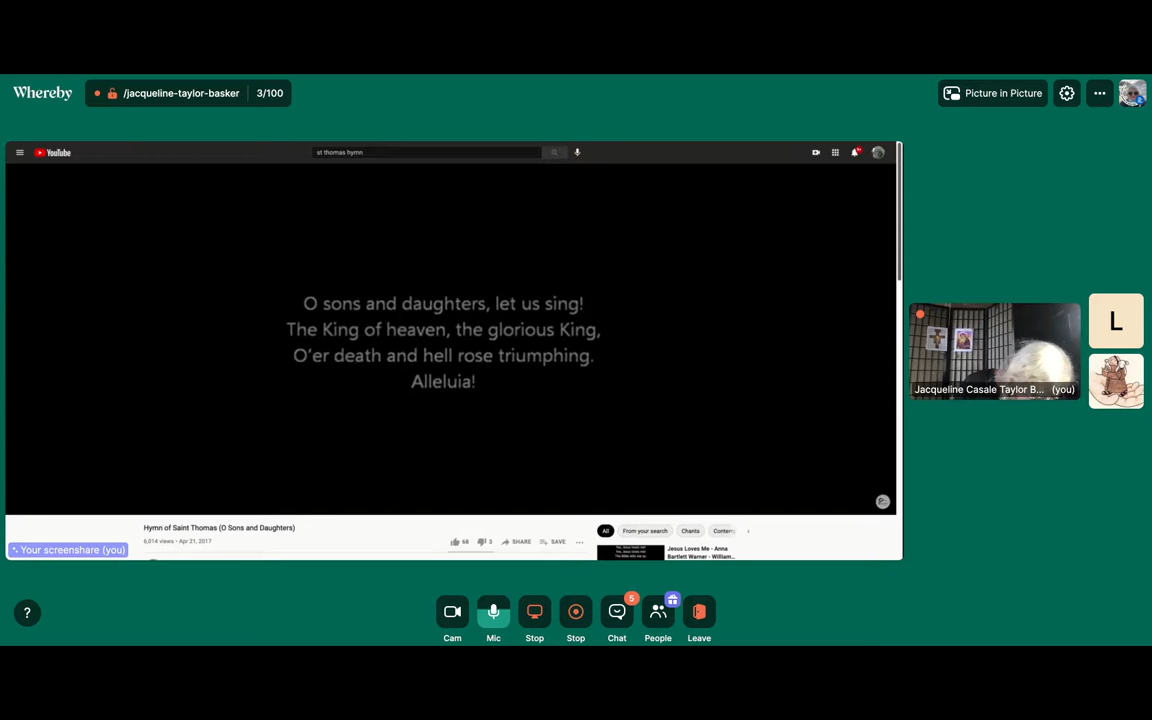 Whereby
/jacqueline-taylor-basker
3/100
Picture in Picture
YouTube
st thomas hymn
9+
O sons and daughters, let us sing!
The King of heaven, the glorious King,
O'er death and hell rose triumphing.
Alleluia!
L
Jacqueline Casale Taylor B... (you)
Hymn of Saint Thomas (O Sons and Daughters)
6,014 views • Apr 21, 2017
68
3
SHARE
SAVE
All
From your search
Chants
Jesus Loves Me - Anna
Bartlett Warner - William...
Your screenshare (you)
?
5
Cam
Mic
Stop
Stop
Chat
People
Leave